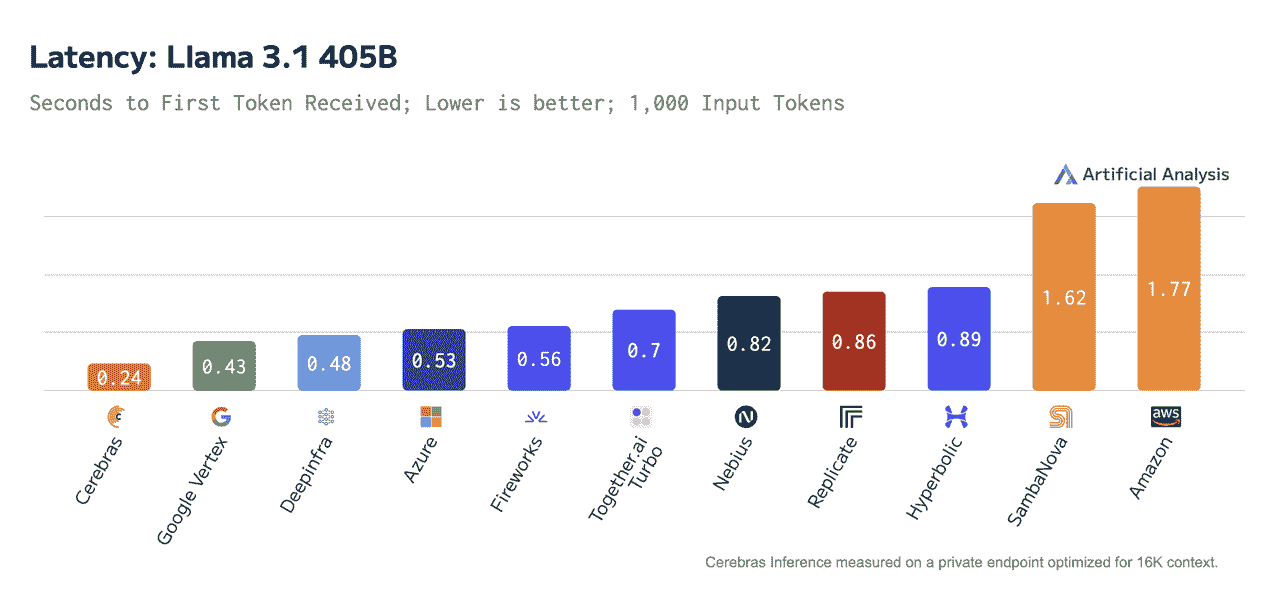 Latency: Llama 3.1 405B
Seconds to First Token Received; Lower is better; 1,000 Input Tokens
Artificial Analysis
0.24
0.43
0.48
0.53
0.56
0.7
0.82
0.86
0.89
1.62
1.77
aws
Cerebras
Google Vertex
Deepinfra
Azure
Fireworks
Together.ai
Turbo
Nebius
Replicate
Hyperbolic
SambaNova
Amazon
Cerebras Inference measured on a private endpoint optimized for 16K context.